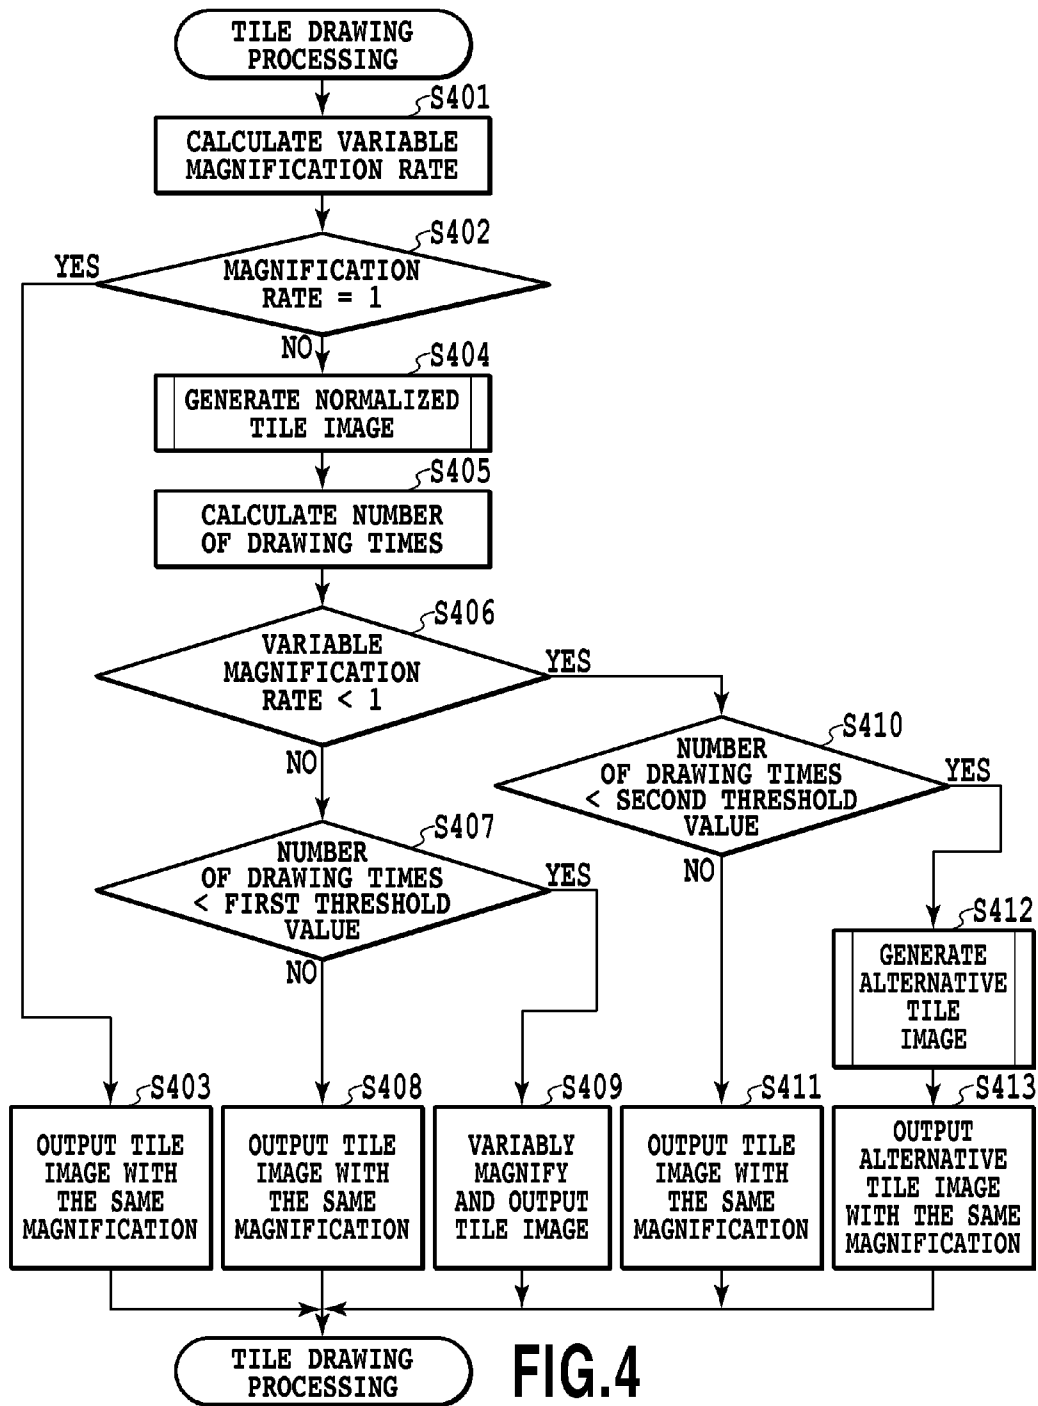 TILE DRAWING
PROCESSING
S401
CALCULATE VARIABLE
MAGNIFICATION RATE
S402
YES
MAGNIFICATION
RATE = 1
NO
S404
GENERATE NORMALIZED
TILE IMAGE
S405
CALCULATE NUMBER
OF DRAWING TIMES
S406
VARIABLE
MAGNIFICATION
RATE < 1
YES
NO
S410
NUMBER
OF DRAWING TIMES
< SECOND THRESHOLD
VALUE
YES
NO
S407
NUMBER
OF DRAWING TIMES
< FIRST THRESHOLD
VALUE
YES
NO
S412
GENERATE
ALTERNATIVE
TILE
IMAGE
S403
OUTPUT TILE
IMAGE WITH
THE SAME
MAGNIFICATION
S408
OUTPUT TILE
IMAGE WITH
THE SAME
MAGNIFICATION
S409
VARIABLY
MAGNIFY
AND OUTPUT
TILE IMAGE
S411
OUTPUT TILE
IMAGE WITH
THE SAME
MAGNIFICATION
S413
OUTPUT
ALTERNATIVE
TILE IMAGE
WITH THE SAME
MAGNIFICATION
TILE DRAWING
PROCESSING
FIG.4